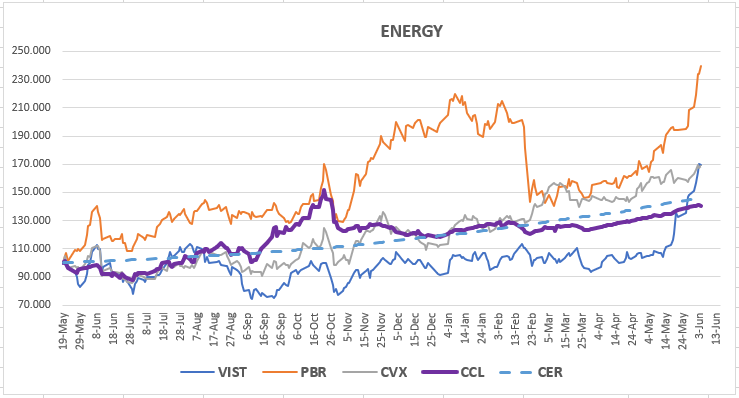 ENERGY
250.000
230.000
210.000
190.000
170.000
150.000
130.000
110.000
90.000
70.000
19-May
29-May
8-Jun
18-Jun
28-Jun
8-Jul
18-Jul
28-Jul
7-Aug
17-Aug
27-Aug
6-Sep
16-Sep
26-Sep
6-Oct
16-Oct
26-Oct
5-Nov
15-Nov
25-Nov
5-Dec
15-Dec
25-Dec
4-Jan
14-Jan
24-Jan
3-Feb
13-Feb
23-Feb
5-Mar
15-Mar
25-Mar
4-Apr
14-Apr
24-Apr
4-May
14-May
24-May
3-Jun
13-Jun
VIST PBR CVX CCL CER